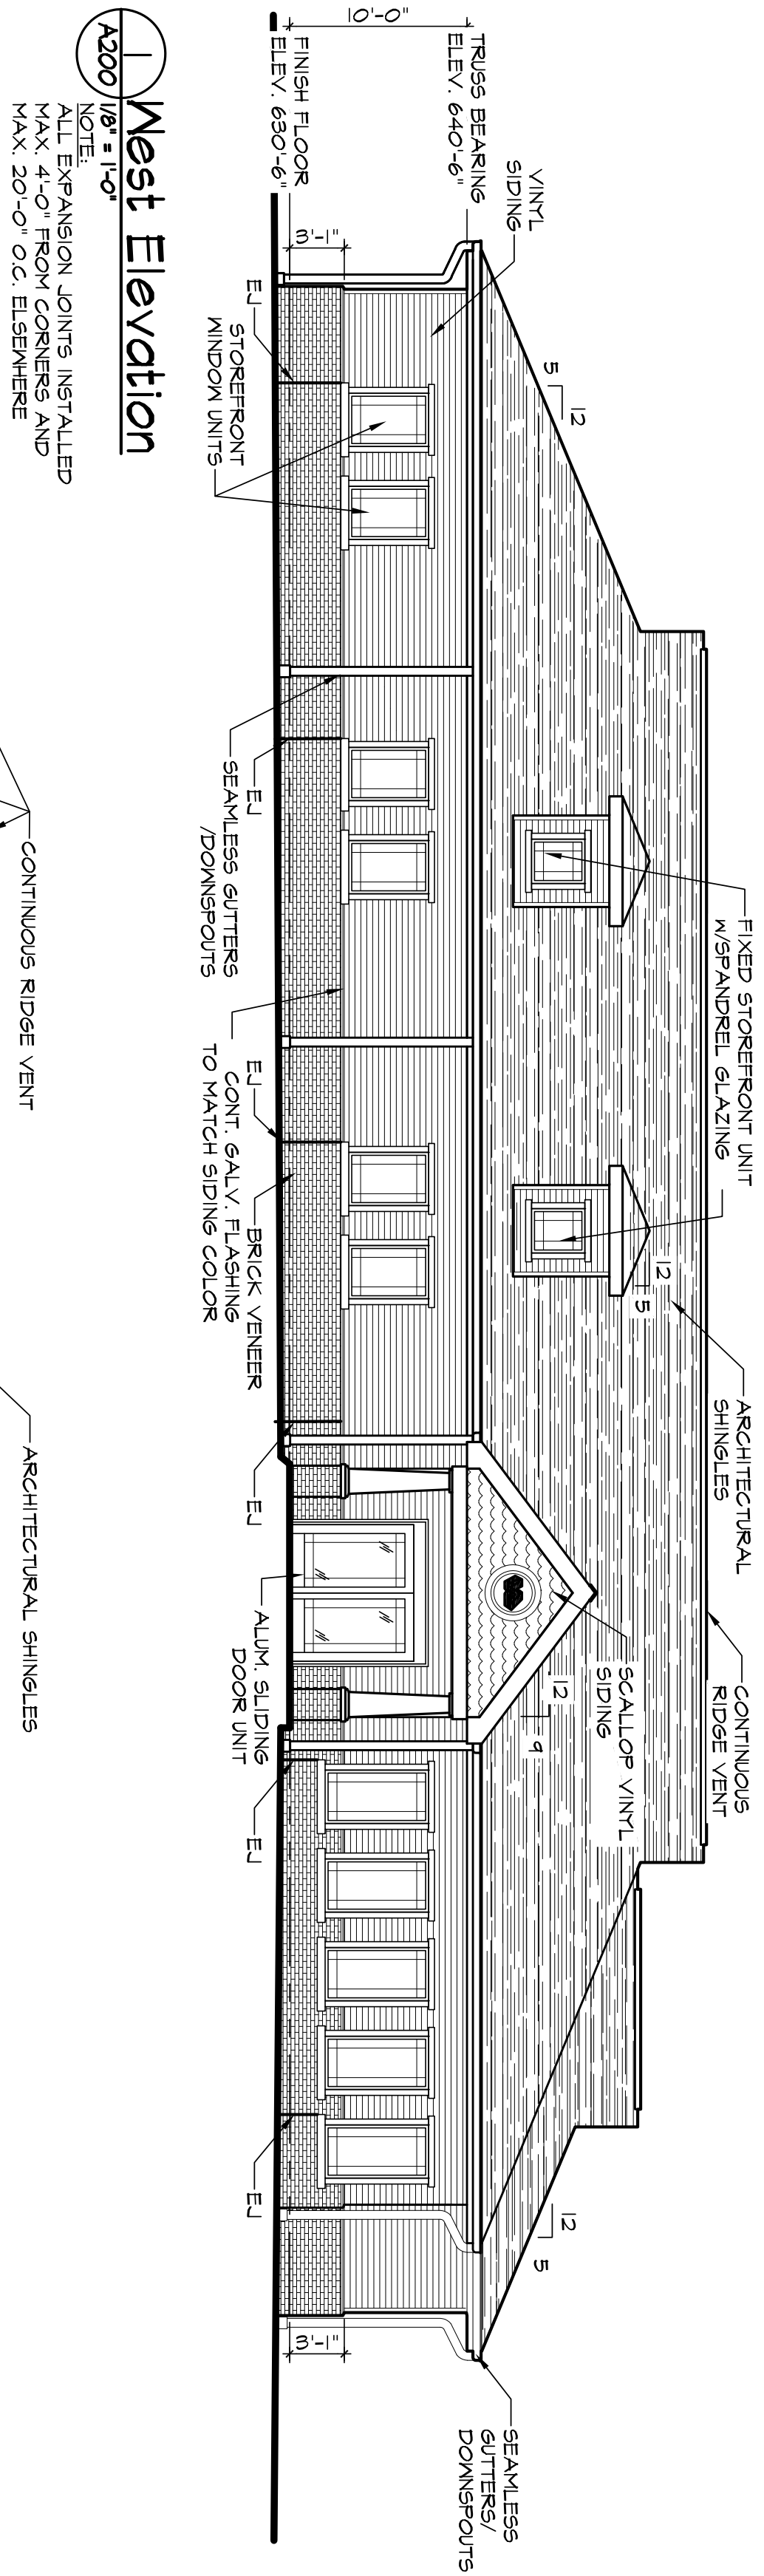 10'-0"
TRUSS BEARING
ELEV. 640'-6"
FINISH FLOOR
ELEV. 630'-6"
VINYL
SIDING
3'-1"
EJ
STOREFRONT
WINDOW UNITS
5
12
SEAMLESS GUTTERS
/DOWNSPOUTS
EJ
FIXED STOREFRONT UNIT
W/SPANDREL GLAZING
CONT. GALV. FLASHING
TO MATCH SIDING COLOR
EJ
BRICK VENEER
12
5
ARCHITECTURAL
SHINGLES
EJ
ALUM. SLIDING
DOOR UNIT
SCALLOP VINYL
SIDING
12
9
CONTINUOUS
RIDGE VENT
EJ
EJ
12
5
3'-1"
SEAMLESS
GUTTERS/
DOWNSPOUTS
1
A200
West Elevation
1/8" = 1'-0"
NOTE:
ALL EXPANSION JOINTS INSTALLED
MAX. 4'-0" FROM CORNERS AND
MAX. 20'-0" O.C. ELSEWHERE
CONTINUOUS RIDGE VENT
ARCHITECTURAL SHINGLES